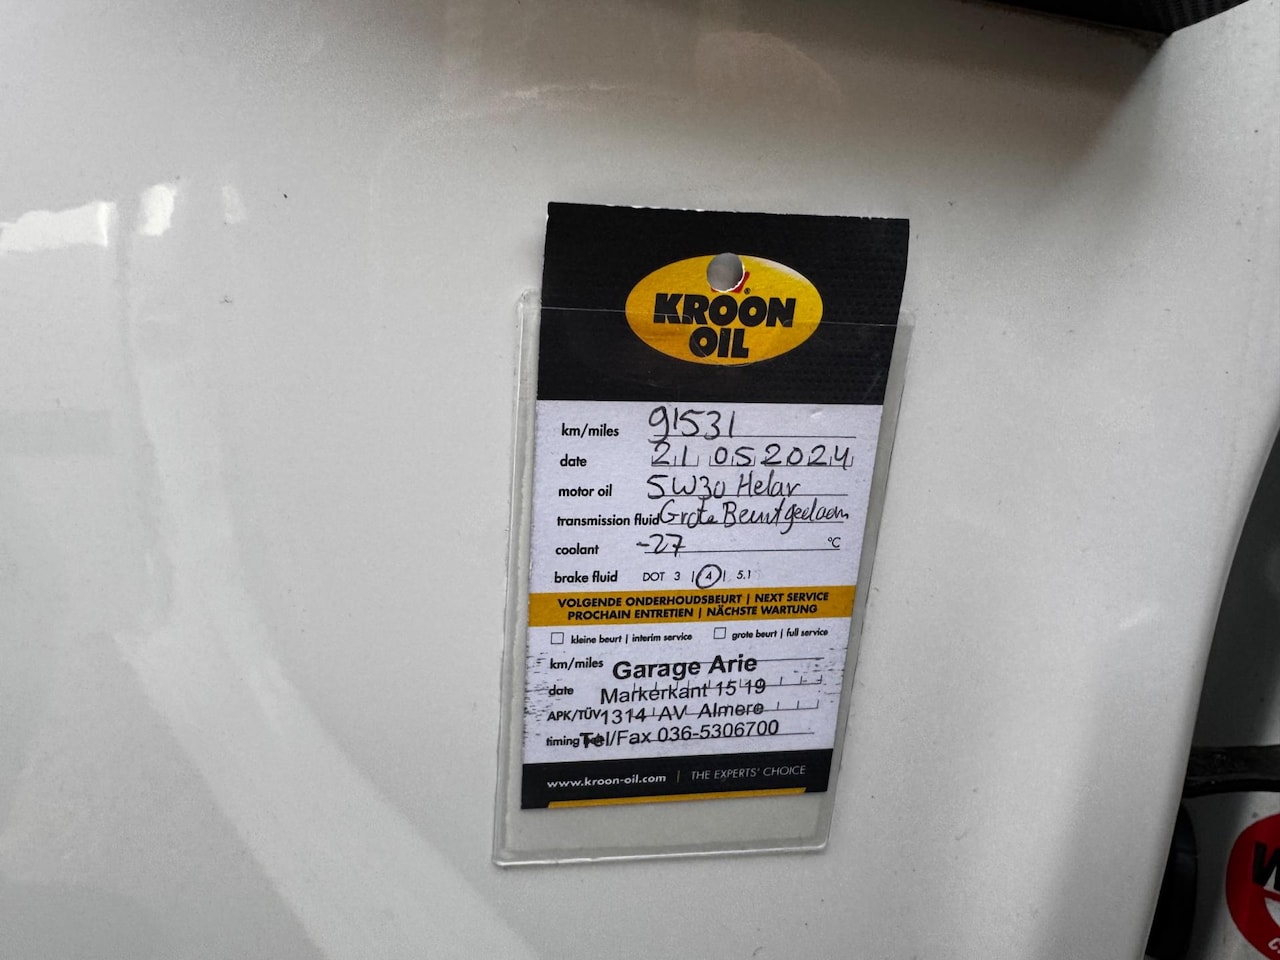 KROON
OIL
km/miles 91531
date 21 05 2024
motor oil 5W30 Helar
transmission fluid Grote Beurt gedaan
coolant -27 °C
brake fluid DOT 3 | 4 | 5.1
VOLGENDE ONDERHOUDSBEURT | NEXT SERVICE
PROCHAIN ENTRETIEN | NÄCHSTE WARTUNG
kleine beurt | interim service grote beurt | full service
km/miles Garage Arie
date Markerkant 15 19
APK/TÜV 1314 AV Almere
timing Tel/Fax 036-5306700
www.kroon-oil.com | THE EXPERTS' CHOICE